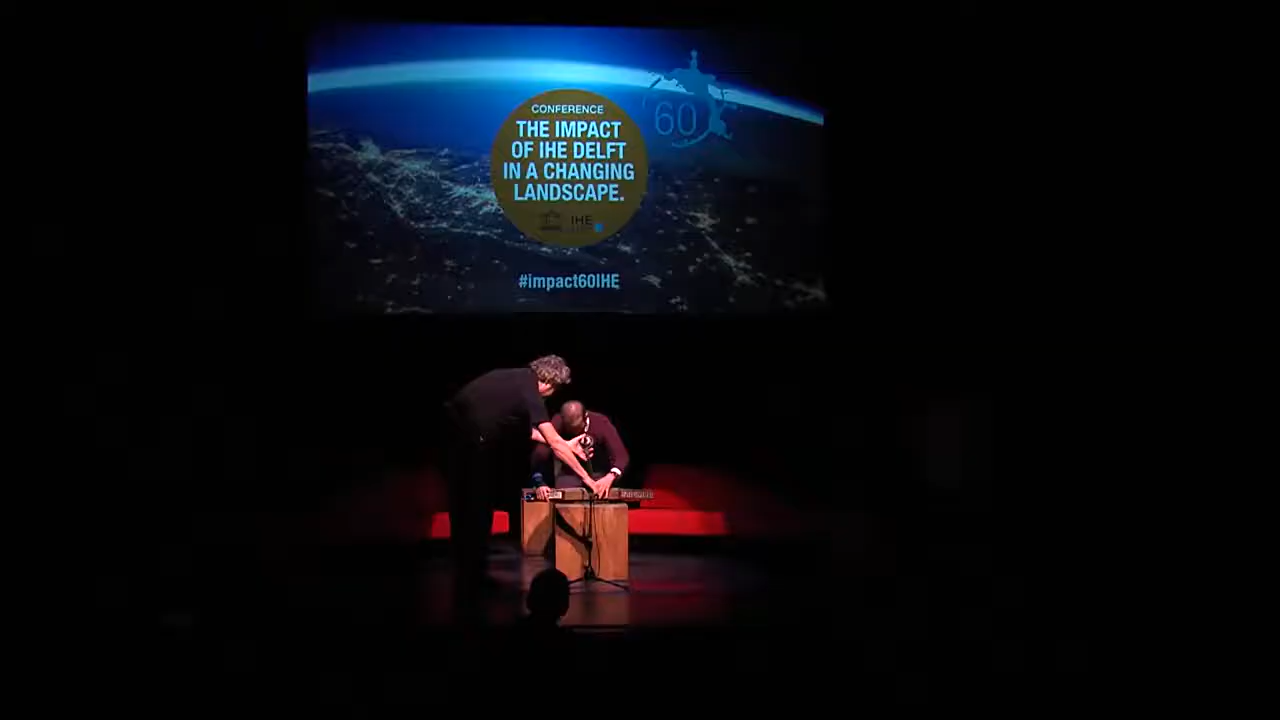 CONFERENCE
THE IMPACT
OF IHE DELFT
IN A CHANGING
LANDSCAPE.
IHE
60
#impact60IHE